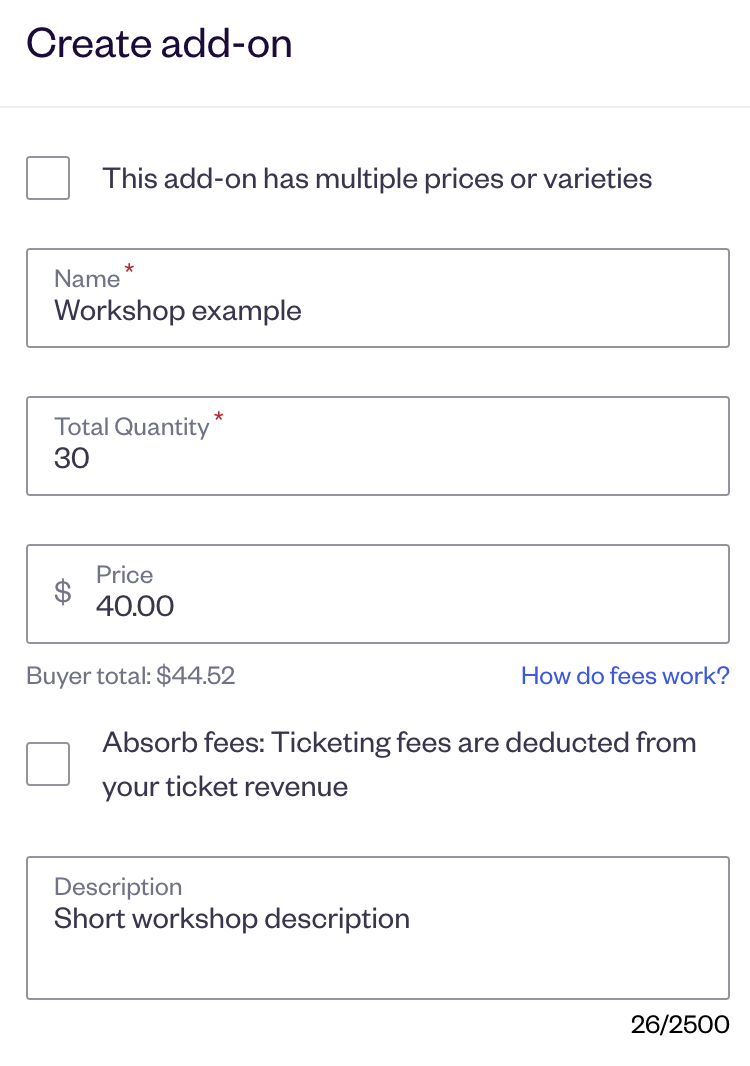 Create add-on
This add-on has multiple prices or varieties
Name *
Workshop example
Total Quantity *
30
$
Price
40.00
Buyer total: $44.52
How do fees work?
Absorb fees: Ticketing fees are deducted from
your ticket revenue
Description
Short workshop description
26/2500